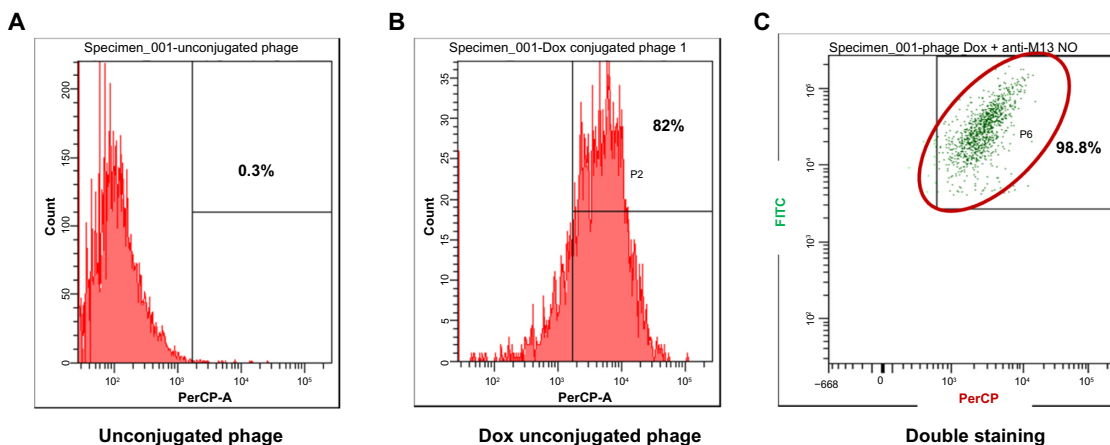 A
Specimen_001-unconjugated phage
200
150
100
50
0
Count
0.3%
10²
10³
10⁴
10⁵
PerCP-A
Unconjugated phage
B
Specimen_001-Dox conjugated phage 1
35
30
25
20
15
10
5
0
Count
82%
P2
10²
10³
10⁴
10⁵
PerCP-A
Dox unconjugated phage
C
Specimen_001-phage Dox + anti-M13 NO
10⁴
10³
10²
FITC
P6
98.8%
−668
0
10³
10⁴
10⁵
PerCP
Double staining